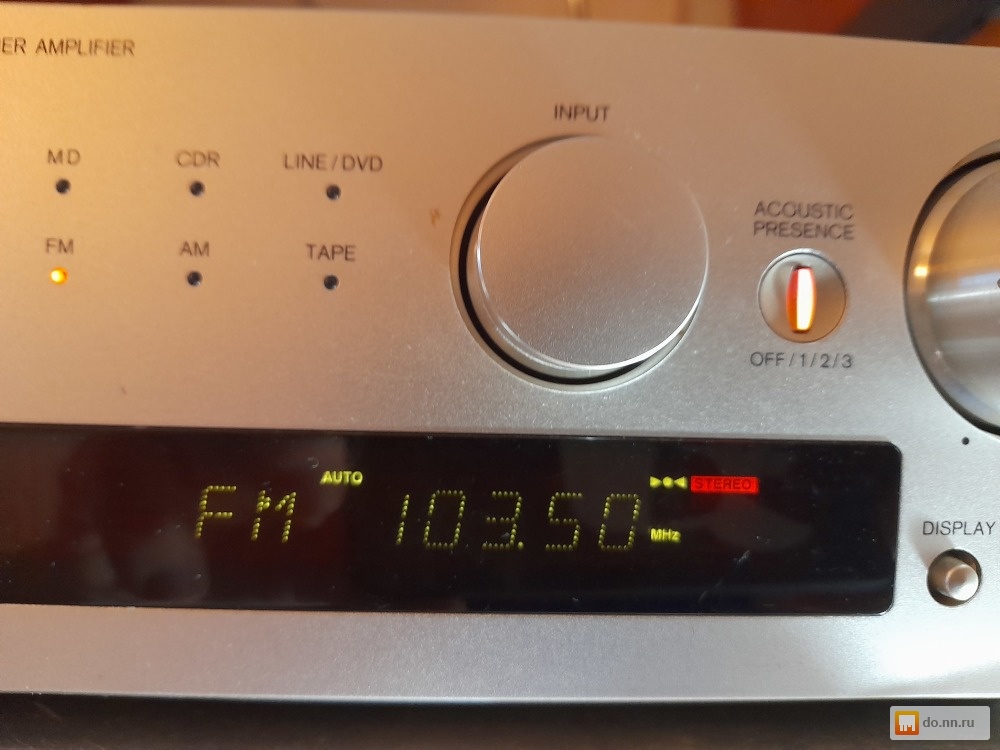 ER AMPLIFIER
INPUT
MD CDR LINE/DVD
FM AM TAPE
ACOUSTIC
PRESENCE
OFF/1/2/3
AUTO
STEREO
FM 103.50 MHz
DISPLAY
do.nn.ru